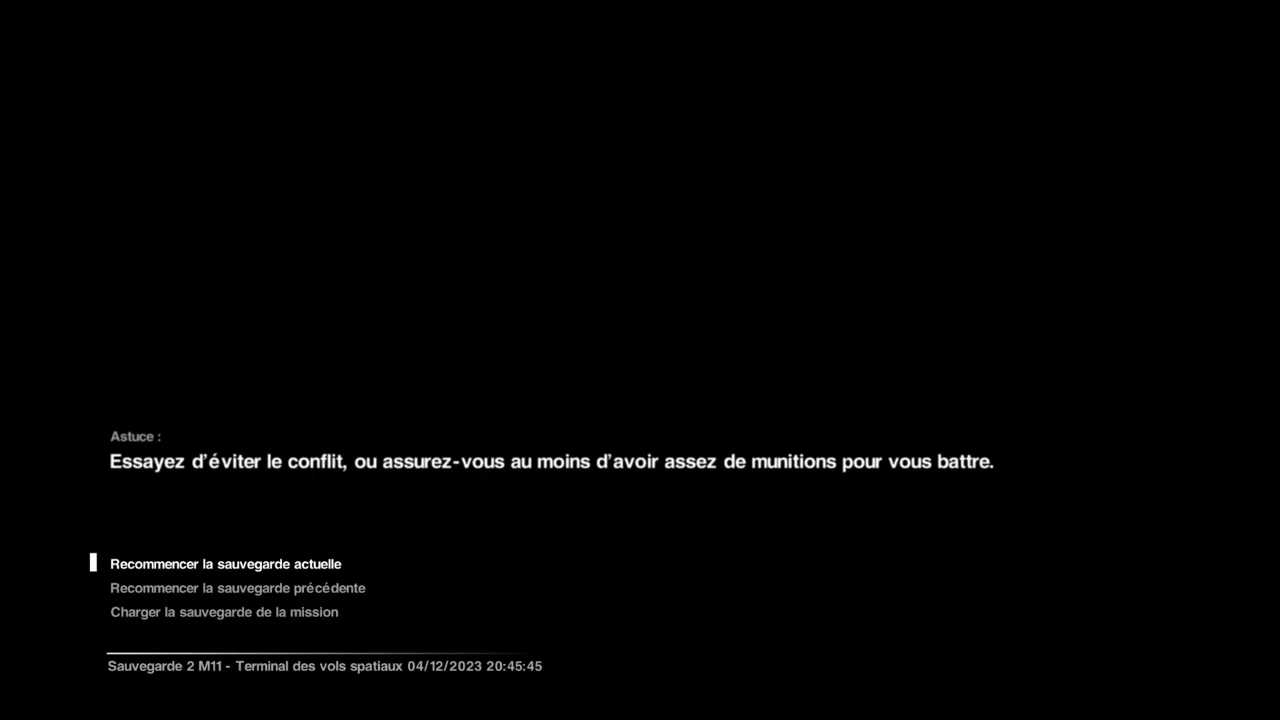 Astuce :
Essayez d’éviter le conflit, ou assurez-vous au moins d’avoir assez de munitions pour vous battre.
Recommencer la sauvegarde actuelle
Recommencer la sauvegarde précédente
Charger la sauvegarde de la mission
Sauvegarde 2 M11 - Terminal des vols spatiaux 04/12/2023 20:45:45